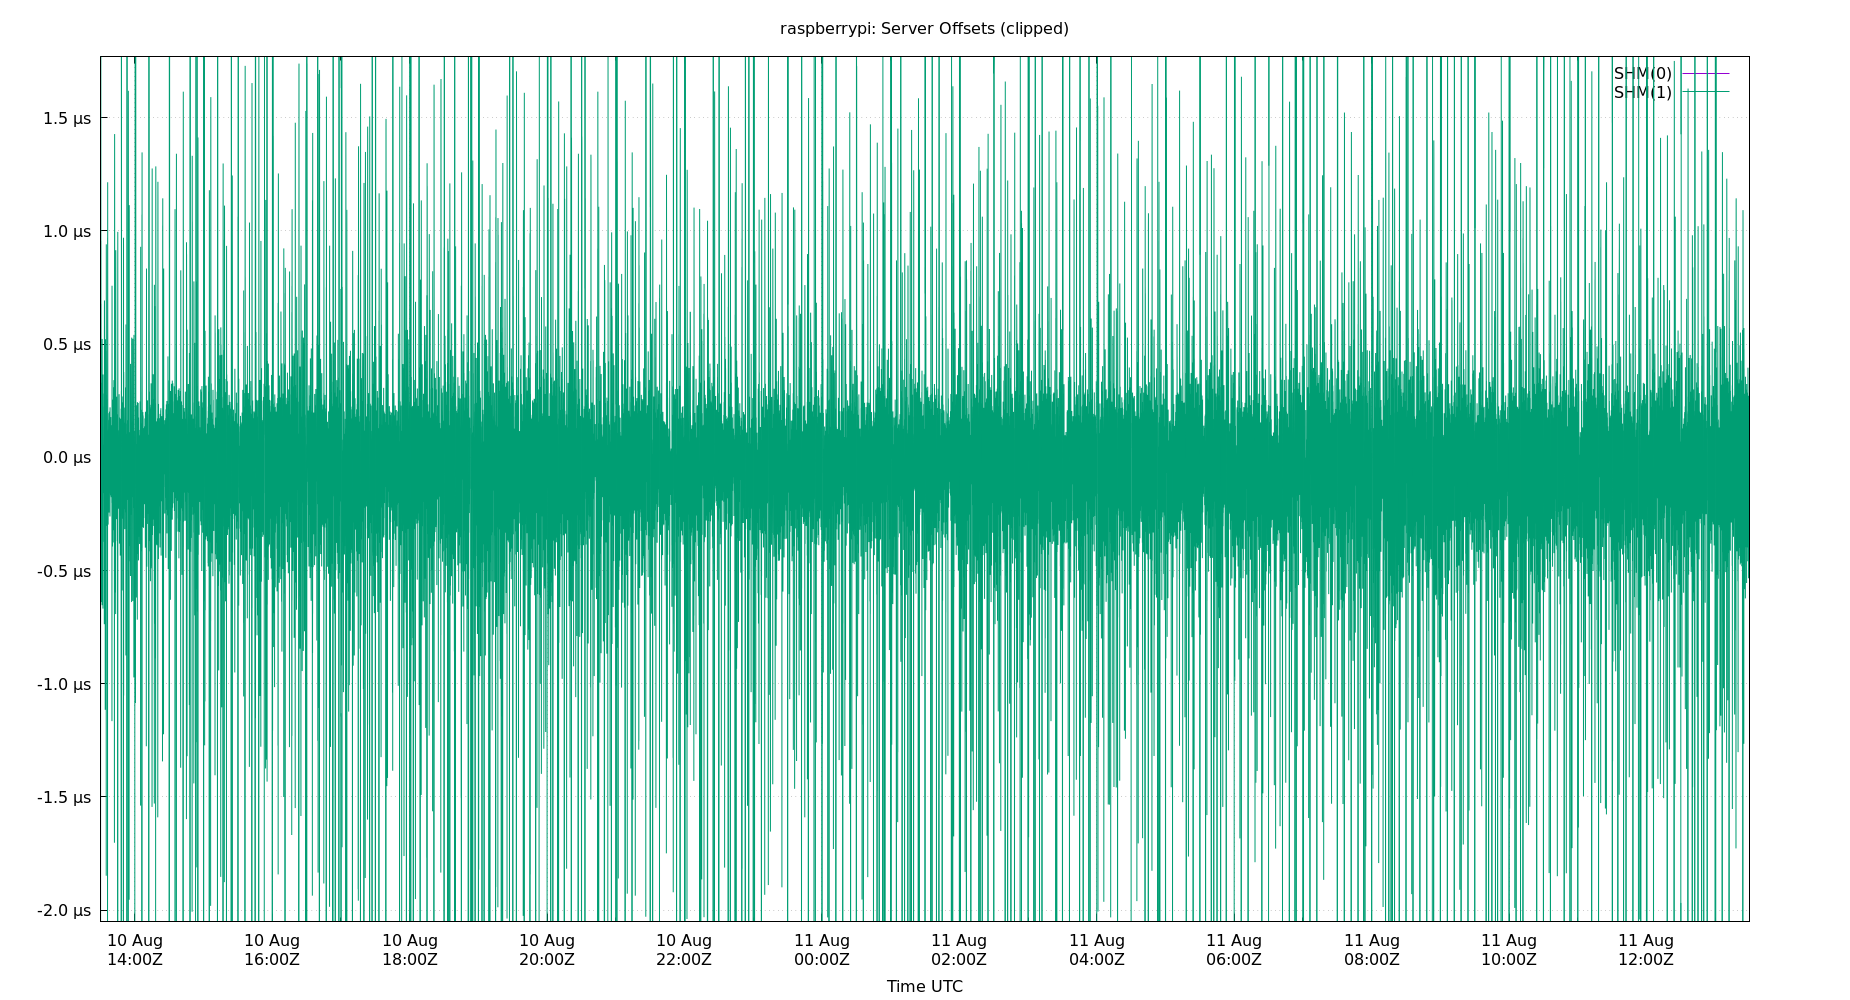 raspberrypi: Server Offsets (clipped)
SHM(0)
SHM(1)
1.5 µs
1.0 µs
0.5 µs
0.0 µs
-0.5 µs
-1.0 µs
-1.5 µs
-2.0 µs
10 Aug 10 Aug 10 Aug 10 Aug 10 Aug 11 Aug 11 Aug 11 Aug 11 Aug 11 Aug 11 Aug 11 Aug
14:00Z 16:00Z 18:00Z 20:00Z 22:00Z 00:00Z 02:00Z 04:00Z 06:00Z 08:00Z 10:00Z 12:00Z
Time UTC